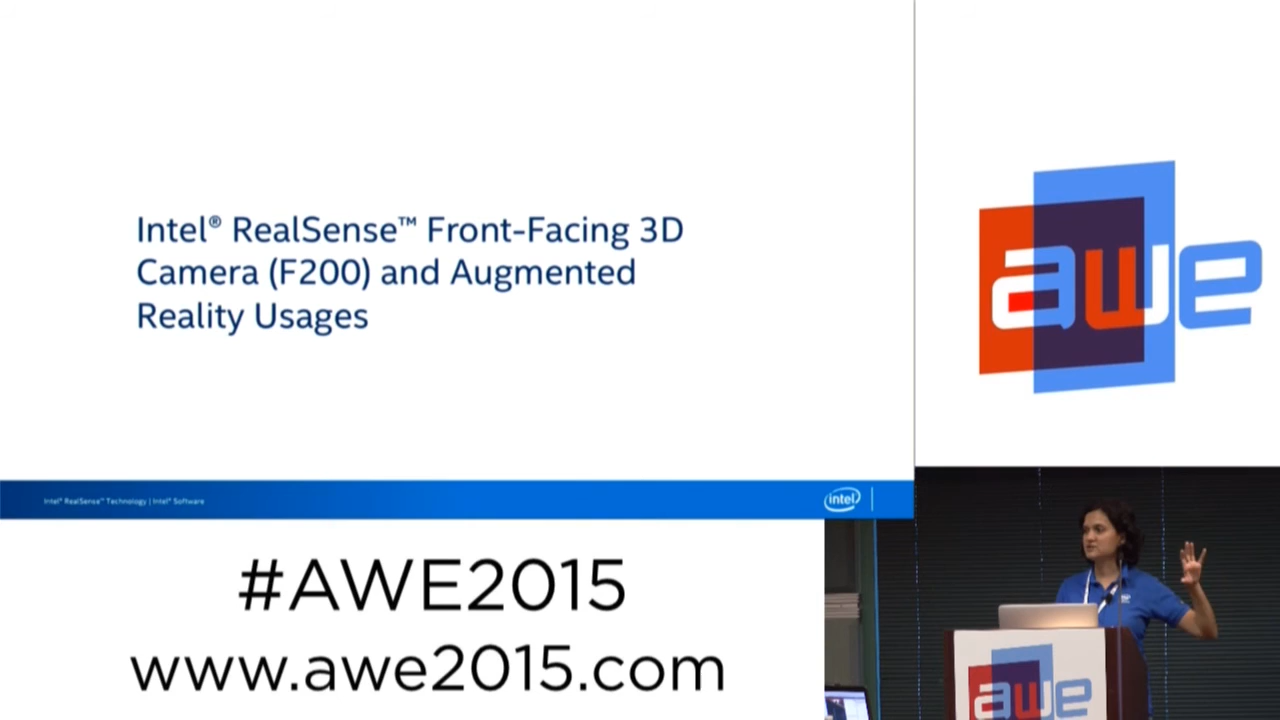 Intel® RealSense™ Front-Facing 3D
Camera (F200) and Augmented
Reality Usages
awe
Intel® RealSense™ Technology | Intel® Software
intel
#AWE2015
www.awe2015.com
awe